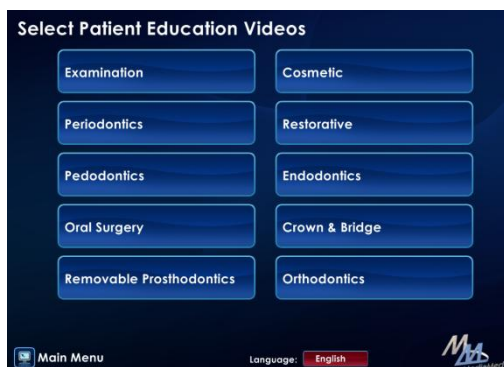 Select Patient Education Videos
Examination
Cosmetic
Periodontics
Restorative
Pedodontics
Endodontics
Oral Surgery
Crown & Bridge
Removable Prosthodontics
Orthodontics
Main Menu
Language: English